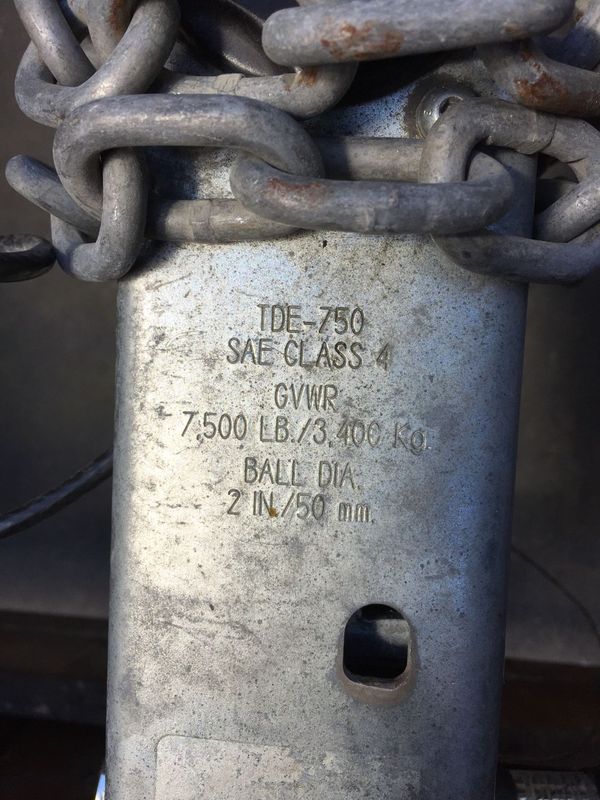 TDE-750
SAE CLASS 4
GVWR
7,500 LB./3,400 Kg.
BALL DIA.
2 IN./50 mm.